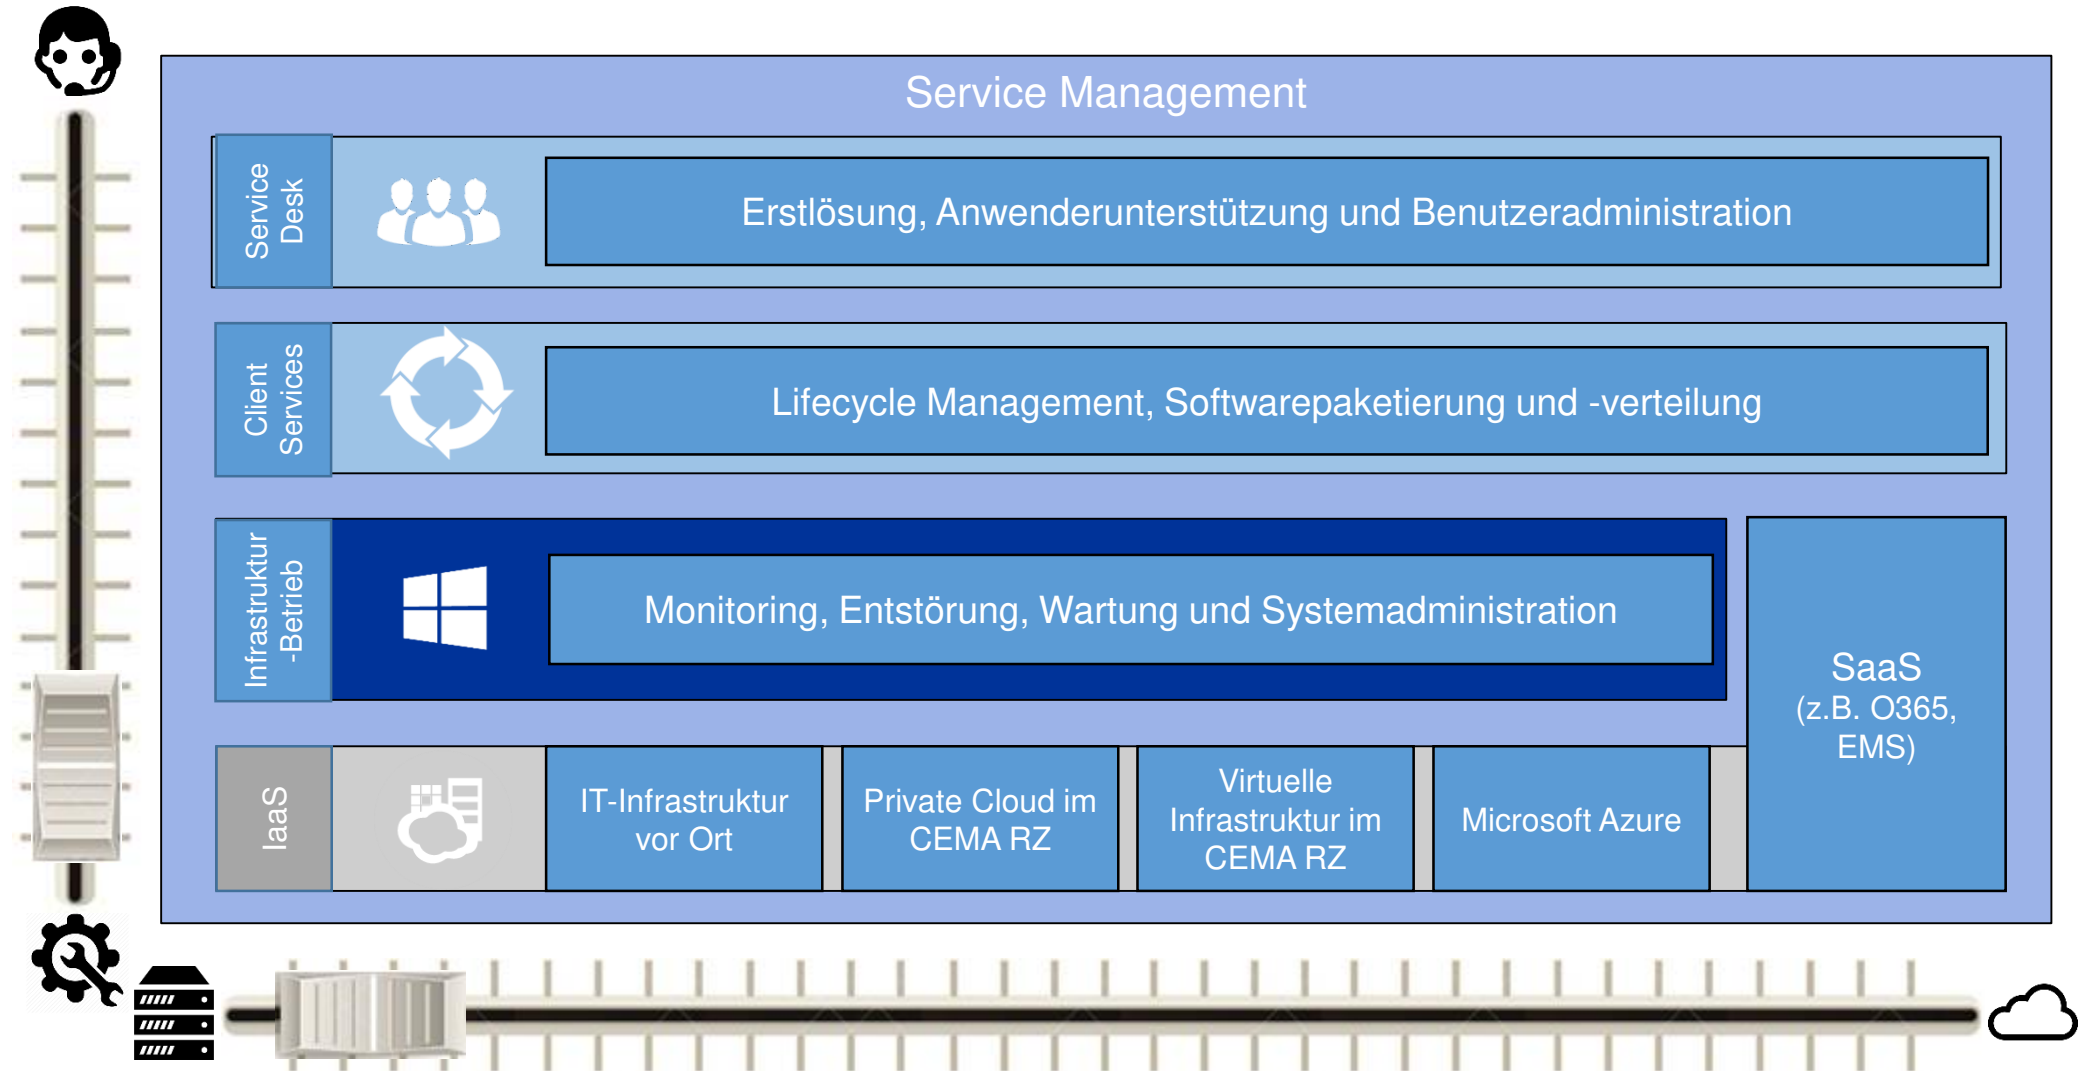 Service Management
Service
Desk
Erstlösung, Anwenderunterstützung und Benutzeradministration
Client
Services
Lifecycle Management, Softwarepaketierung und -verteilung
Infrastruktur
-Betrieb
Monitoring, Entstörung, Wartung und Systemadministration
SaaS
(z.B. O365,
EMS)
IaaS
IT-Infrastruktur
vor Ort
Private Cloud im
CEMA RZ
Virtuelle
Infrastruktur im
CEMA RZ
Microsoft Azure